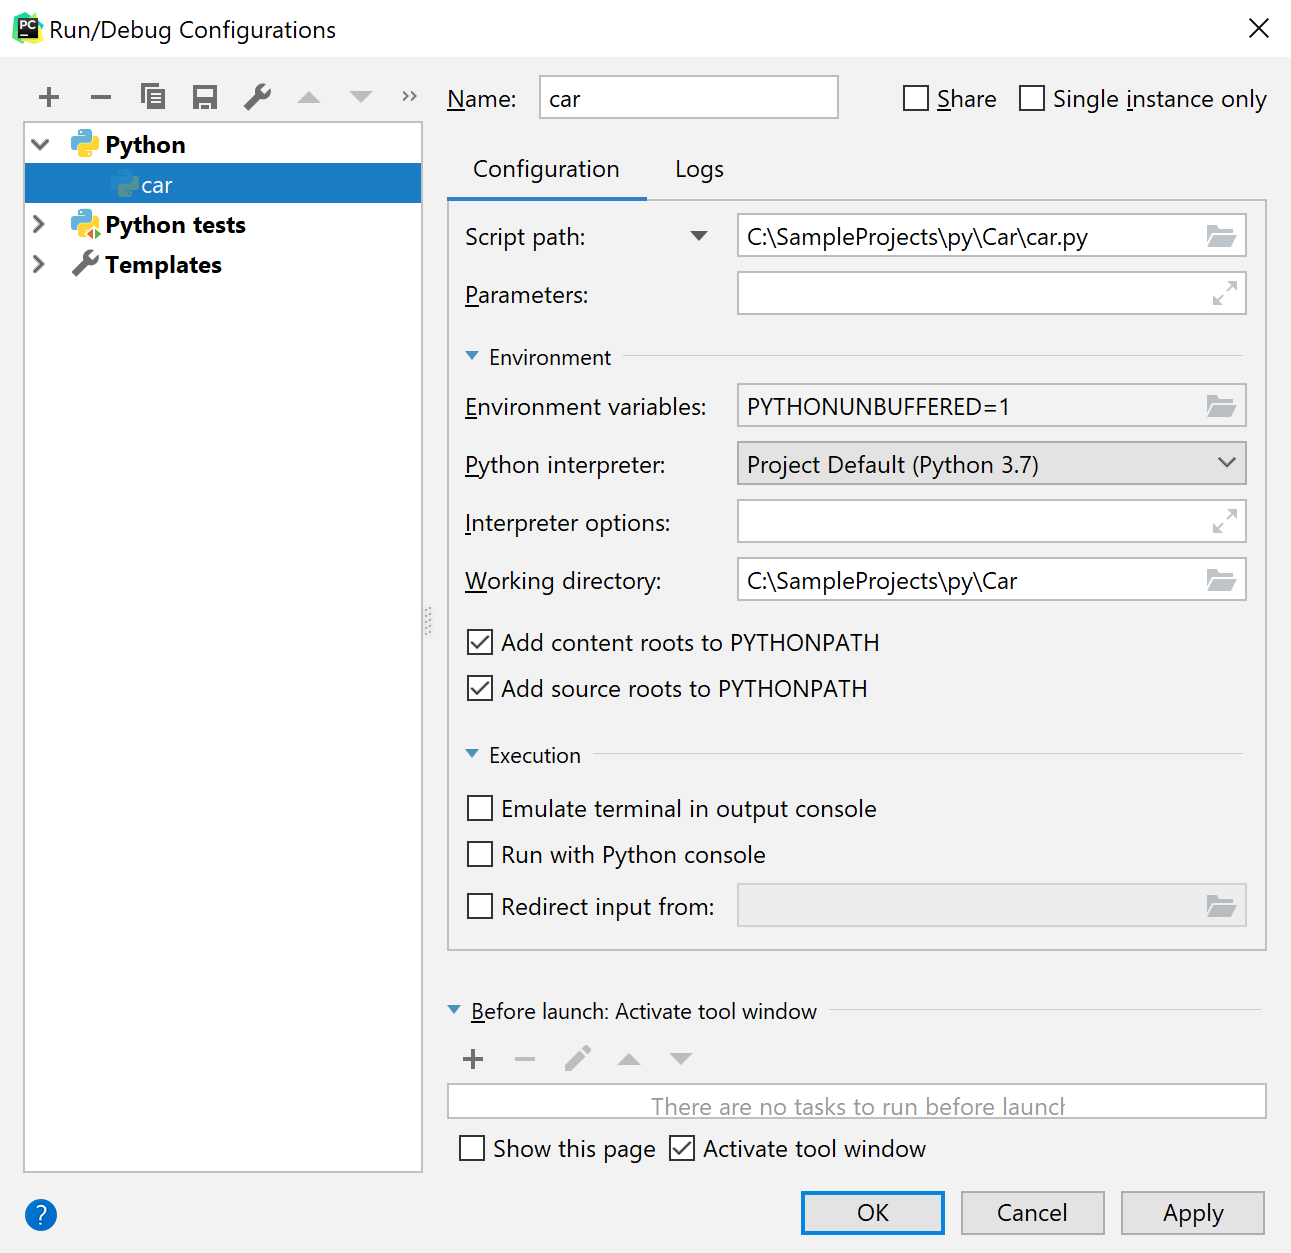 PC
Run/Debug Configurations
Name: car
Share
Single instance only
Python
car
Python tests
Templates
Configuration
Logs
Script path: C:\SampleProjects\py\Car\car.py
Parameters:
Environment
Environment variables: PYTHONUNBUFFERED=1
Python interpreter: Project Default (Python 3.7)
Interpreter options:
Working directory: C:\SampleProjects\py\Car
Add content roots to PYTHONPATH
Add source roots to PYTHONPATH
Execution
Emulate terminal in output console
Run with Python console
Redirect input from:
Before launch: Activate tool window
There are no tasks to run before launch
Show this page
Activate tool window
?
OK
Cancel
Apply